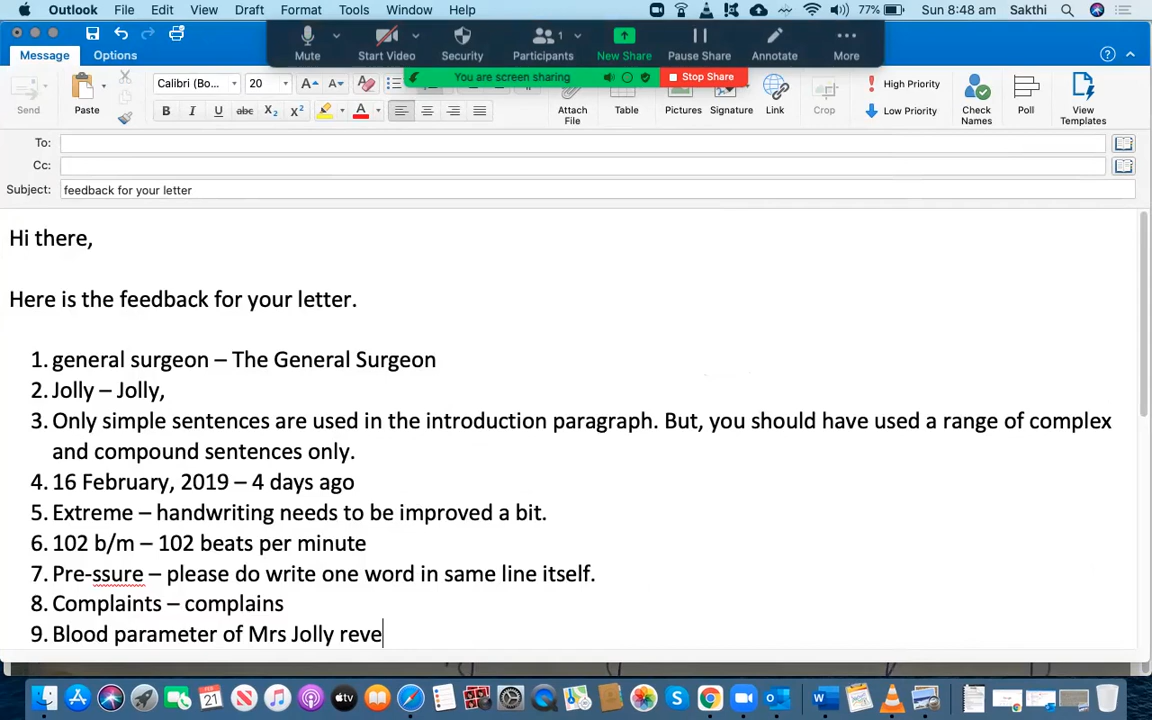 Outlook File Edit View Draft Format Tools Window Help 77% Sun 8:48 am Sakthi
Mute Start Video Security Participants 1 New Share Pause Share Annotate More
Message Options
You are screen sharing Stop Share
Send Paste Calibri (Bo... 20 A A
B I U abc X2 X2 A
Attach File Table Pictures Signature Link Crop
High Priority
Low Priority
Check Names Poll View Templates
To:
Cc:
Subject: feedback for your letter
Hi there,
Here is the feedback for your letter.
1. general surgeon – The General Surgeon
2. Jolly – Jolly,
3. Only simple sentences are used in the introduction paragraph. But, you should have used a range of complex
and compound sentences only.
4. 16 February, 2019 – 4 days ago
5. Extreme – handwriting needs to be improved a bit.
6. 102 b/m – 102 beats per minute
7. Pre-ssure – please do write one word in same line itself.
8. Complaints – complains
9. Blood parameter of Mrs Jolly reve
FEB 21 tv